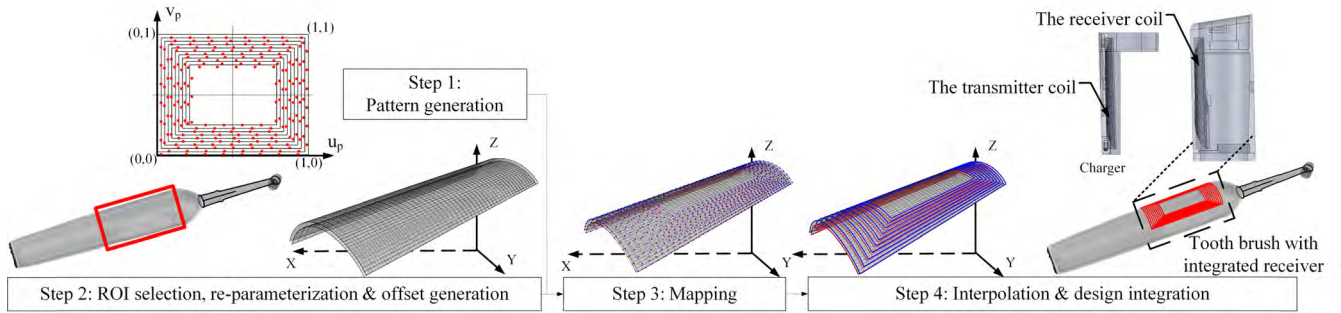 V_p
(0,1)
(1,1)
(0,0)
u_p
(1,0)
Step 1:
Pattern generation
The receiver coil
The transmitter coil
Charger
Z
X
Y
Z
X
Y
Z
Y
Y
Tooth brush with
integrated receiver
Step 2: ROI selection, re-parameterization & offset generation
Step 3: Mapping
Step 4: Interpolation & design integration